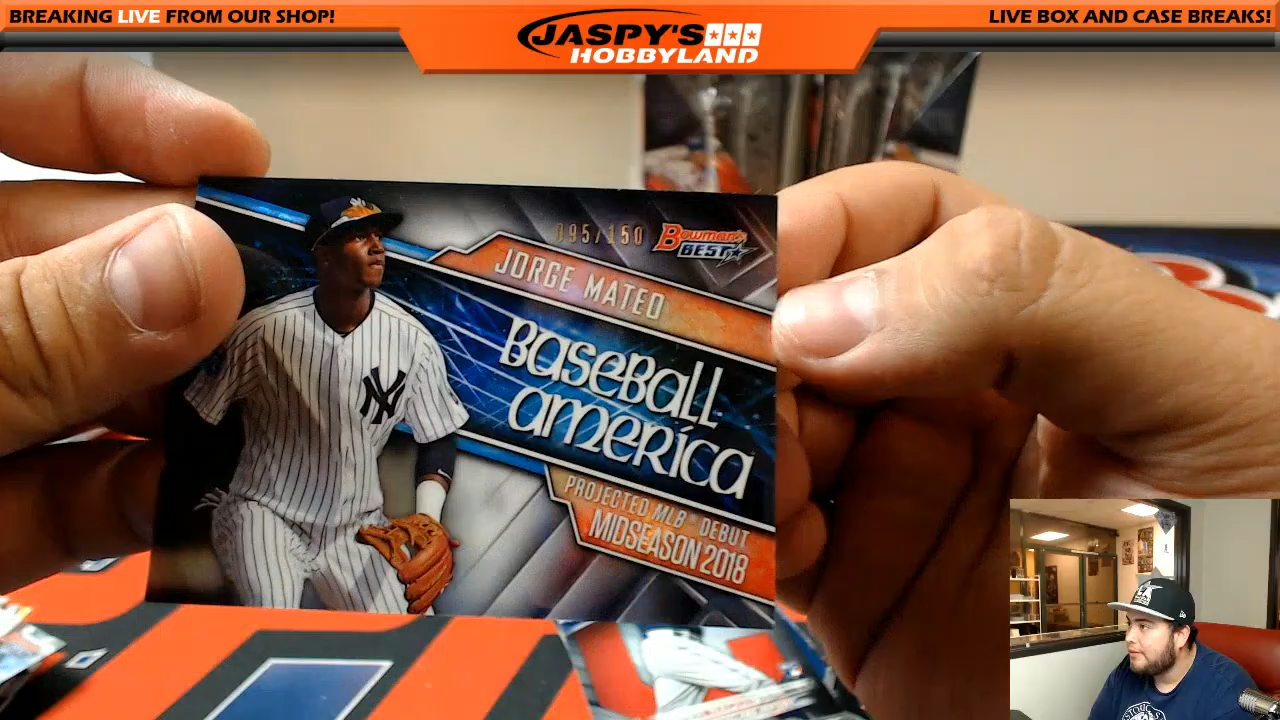 BREAKING LIVE FROM OUR SHOP!
JASPY'S
HOBBYLAND
LIVE BOX AND CASE BREAKS!
095/150
Bowman's
BEST
JORGE MATEO
Baseball
america
PROJECTED MLB DEBUT
MIDSEASON 2018
NY